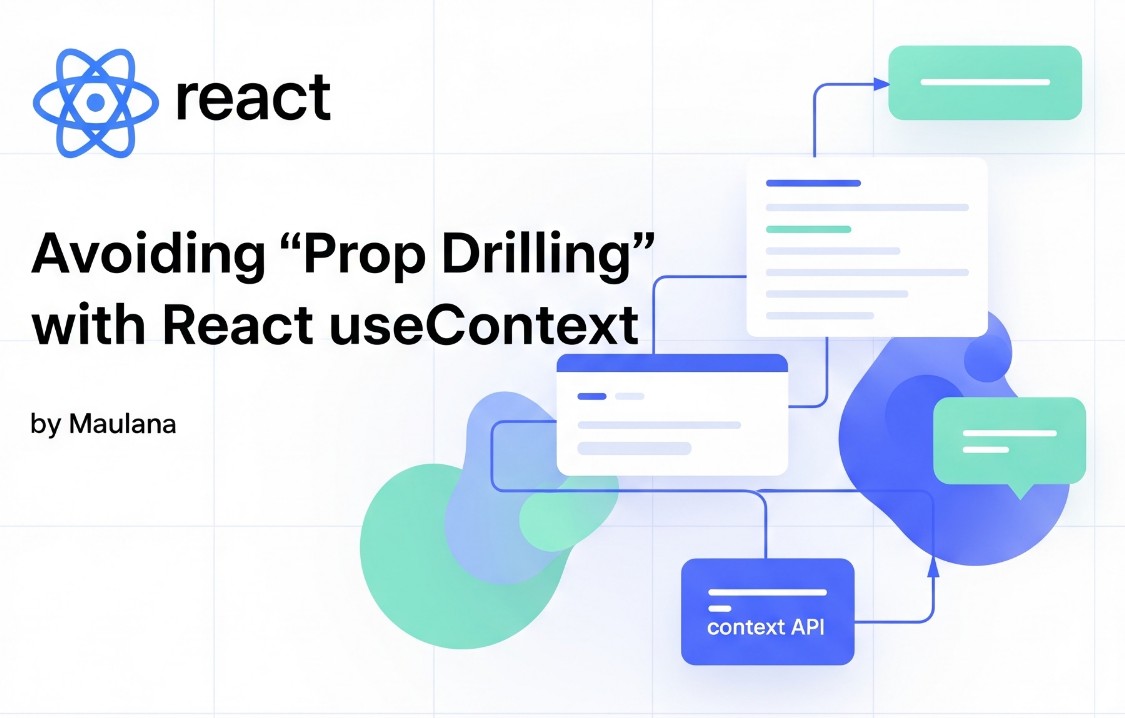 react
Avoiding “Prop Drilling”
with React useContext
by Maulana
context API